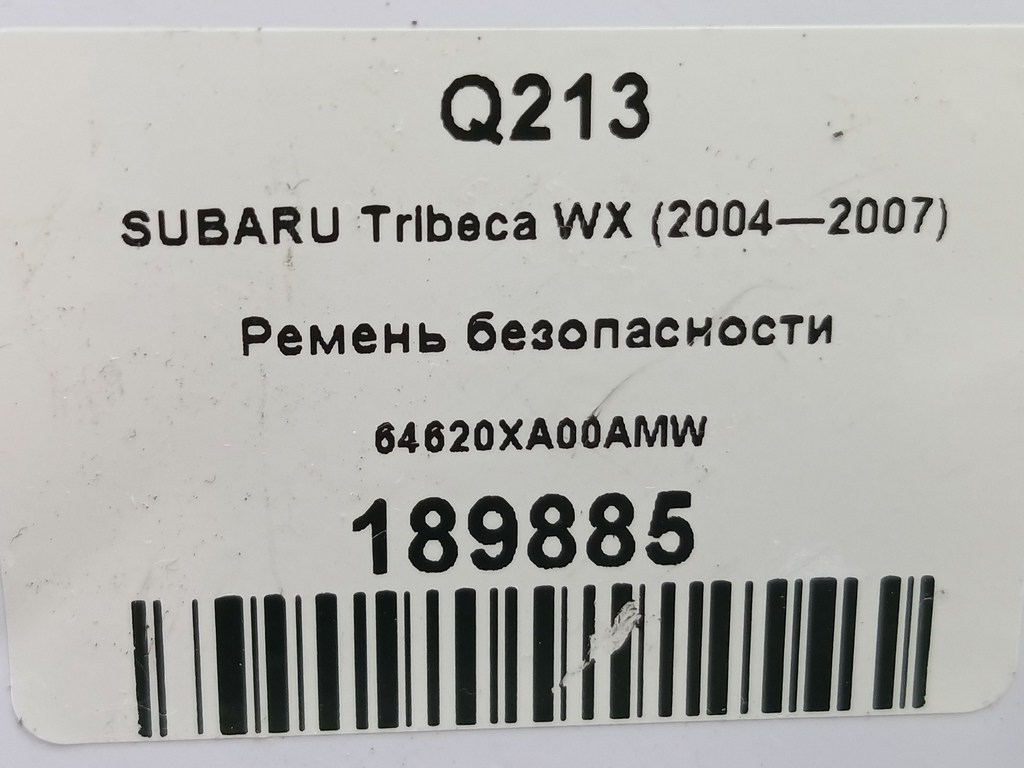 Q213
SUBARU Tribeca WX (2004—2007)
Ремень безопасности
64620XA00AMW
189885